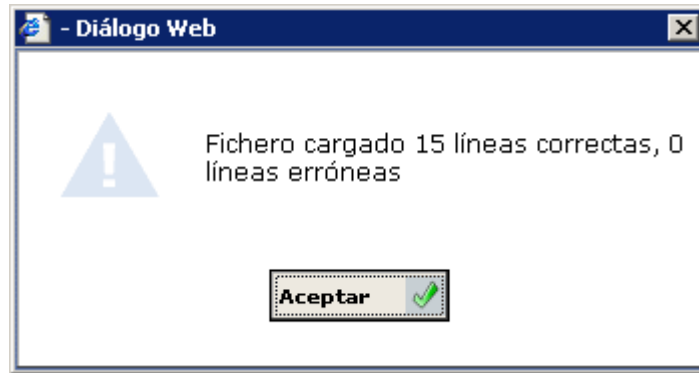 - Diálogo Web
Fichero cargado 15 líneas correctas, 0
líneas erróneas
Aceptar